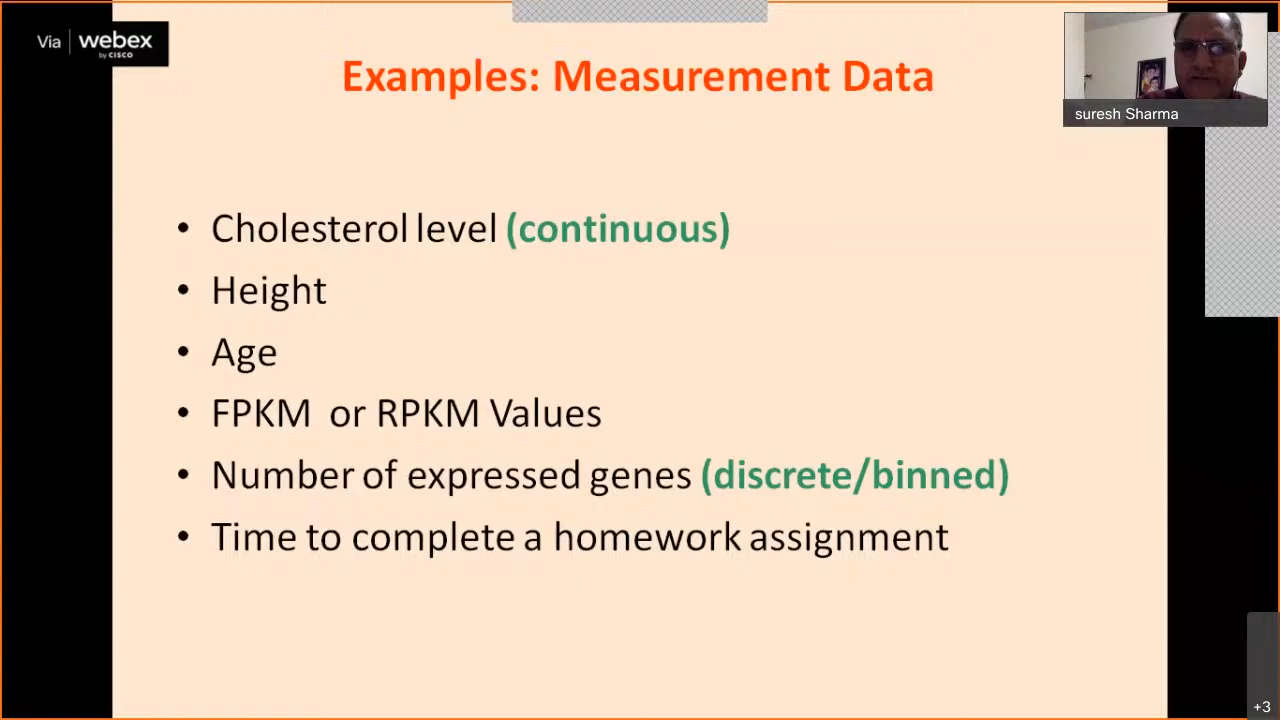 Via webex
by CISCO
Examples: Measurement Data
suresh Sharma
• Cholesterol level (continuous)
• Height
• Age
• FPKM or RPKM Values
• Number of expressed genes (discrete/binned)
• Time to complete a homework assignment
+3